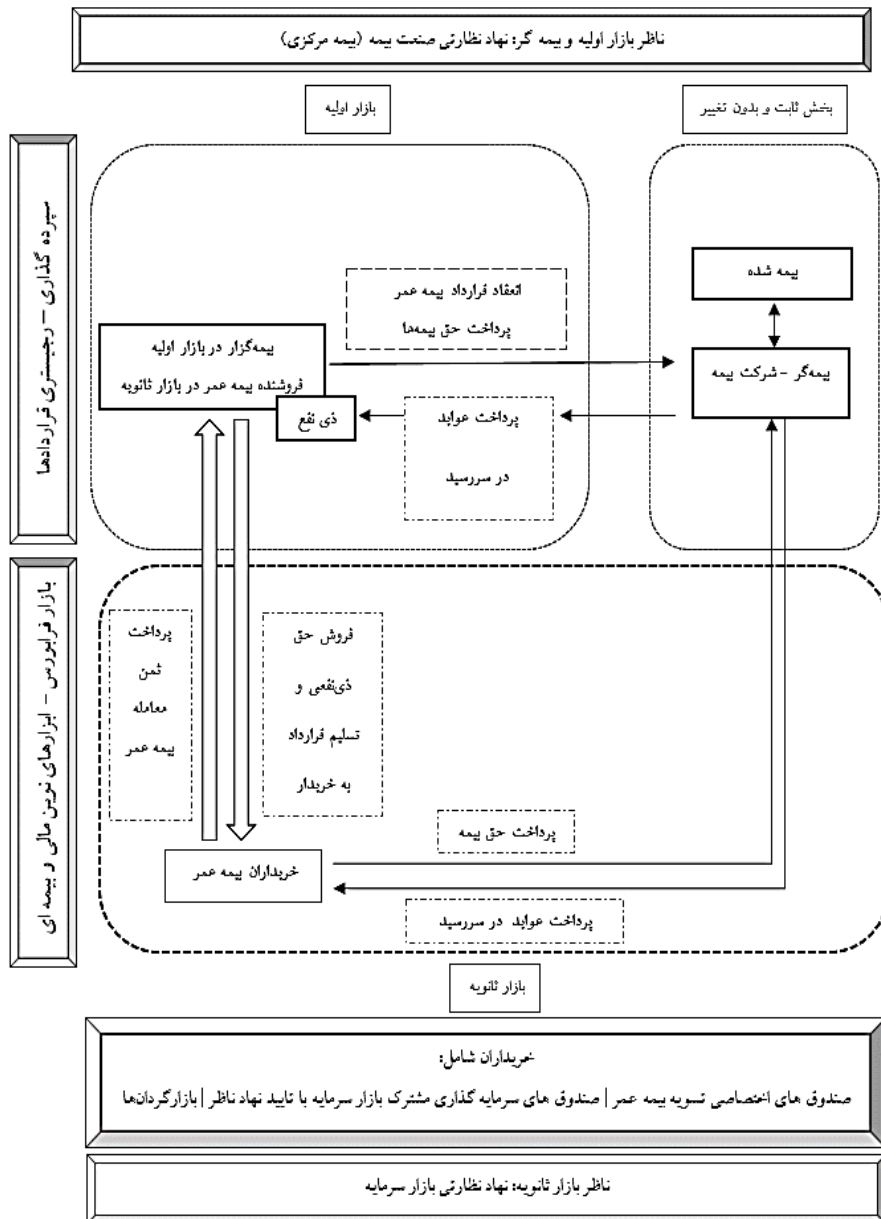 ناظر بازار اولیه و بیمه گر: نهاد نظارتی صنعت بیمه (بیمه مرکزی)
بخش ثابت و بدون تغییر
بازار اولیه
سپرده گذاری – رجیستری قراردادها
بیمه شده
بیمه‌گر – شرکت بیمه
انعقاد قرارداد بیمه عمر
پرداخت حق بیمه‌ها
بیمه‌گزار در بازار اولیه
فروشنده بیمه عمر در بازار ثانویه
ذی نفع
پرداخت عواید
در سررسید
بازار فرابورس – ابزارهای نوین مالی و بیمه ای
فروش حق
ذی‌نفعی و
تسلیم قرارداد
به خریدار
پرداخت
ثمن
معامله
بیمه عمر
پرداخت حق بیمه
خریداران بیمه عمر
پرداخت عواید در سررسید
بازار ثانویه
خریداران شامل:
صندوق های اختصاصی تسویه بیمه عمر | صندوق های سرمایه گذاری مشترک بازار سرمایه با تایید نهاد ناظر | بازارگردان‌ها
ناظر بازار ثانویه: نهاد نظارتی بازار سرمایه